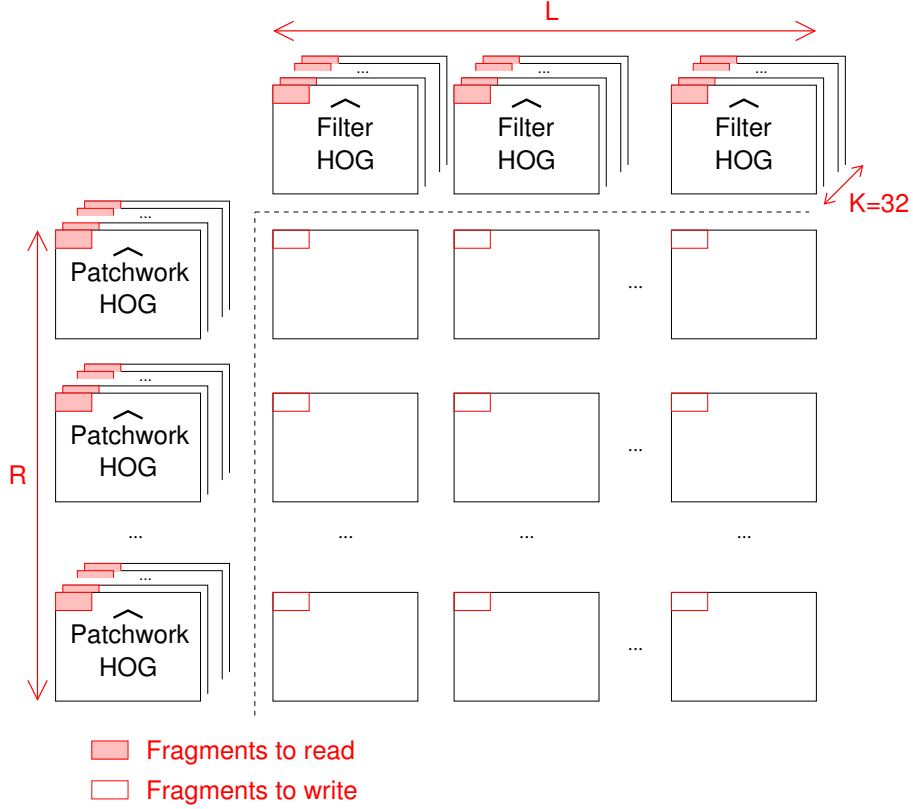 L
... ... ...
Filter
HOG
Filter
HOG
Filter
HOG
K=32
...
Patchwork
HOG
...
...
Patchwork
HOG
...
R
... ... ... ...
...
Patchwork
HOG
...
Fragments to read
Fragments to write